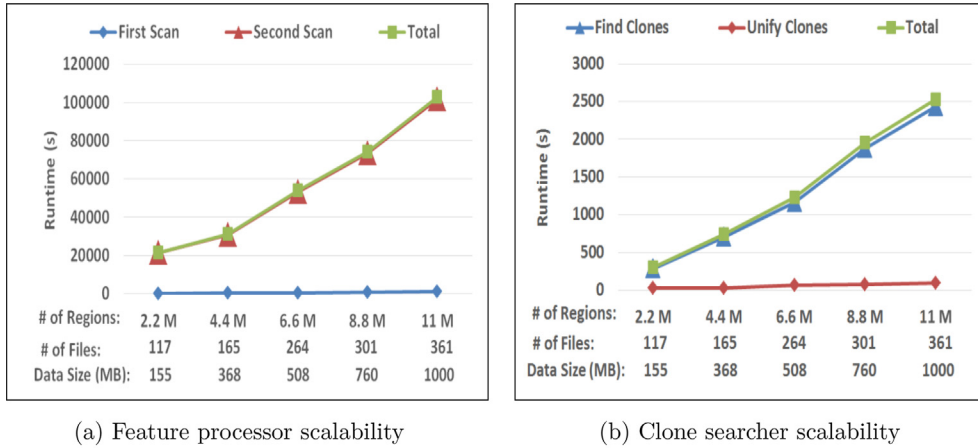 First Scan Second Scan Total
120000
100000
80000
60000
40000
20000
0
Runtime (s)
# of Regions: 2.2 M 4.4 M 6.6 M 8.8 M 11 M
# of Files: 117 165 264 301 361
Data Size (MB): 155 368 508 760 1000
(a) Feature processor scalability
Find Clones Unify Clones Total
3000
2500
2000
1500
1000
500
0
Runtime (s)
# of Regions: 2.2 M 4.4 M 6.6 M 8.8 M 11 M
# of Files: 117 165 264 301 361
Data Size (MB): 155 368 508 760 1000
(b) Clone searcher scalability